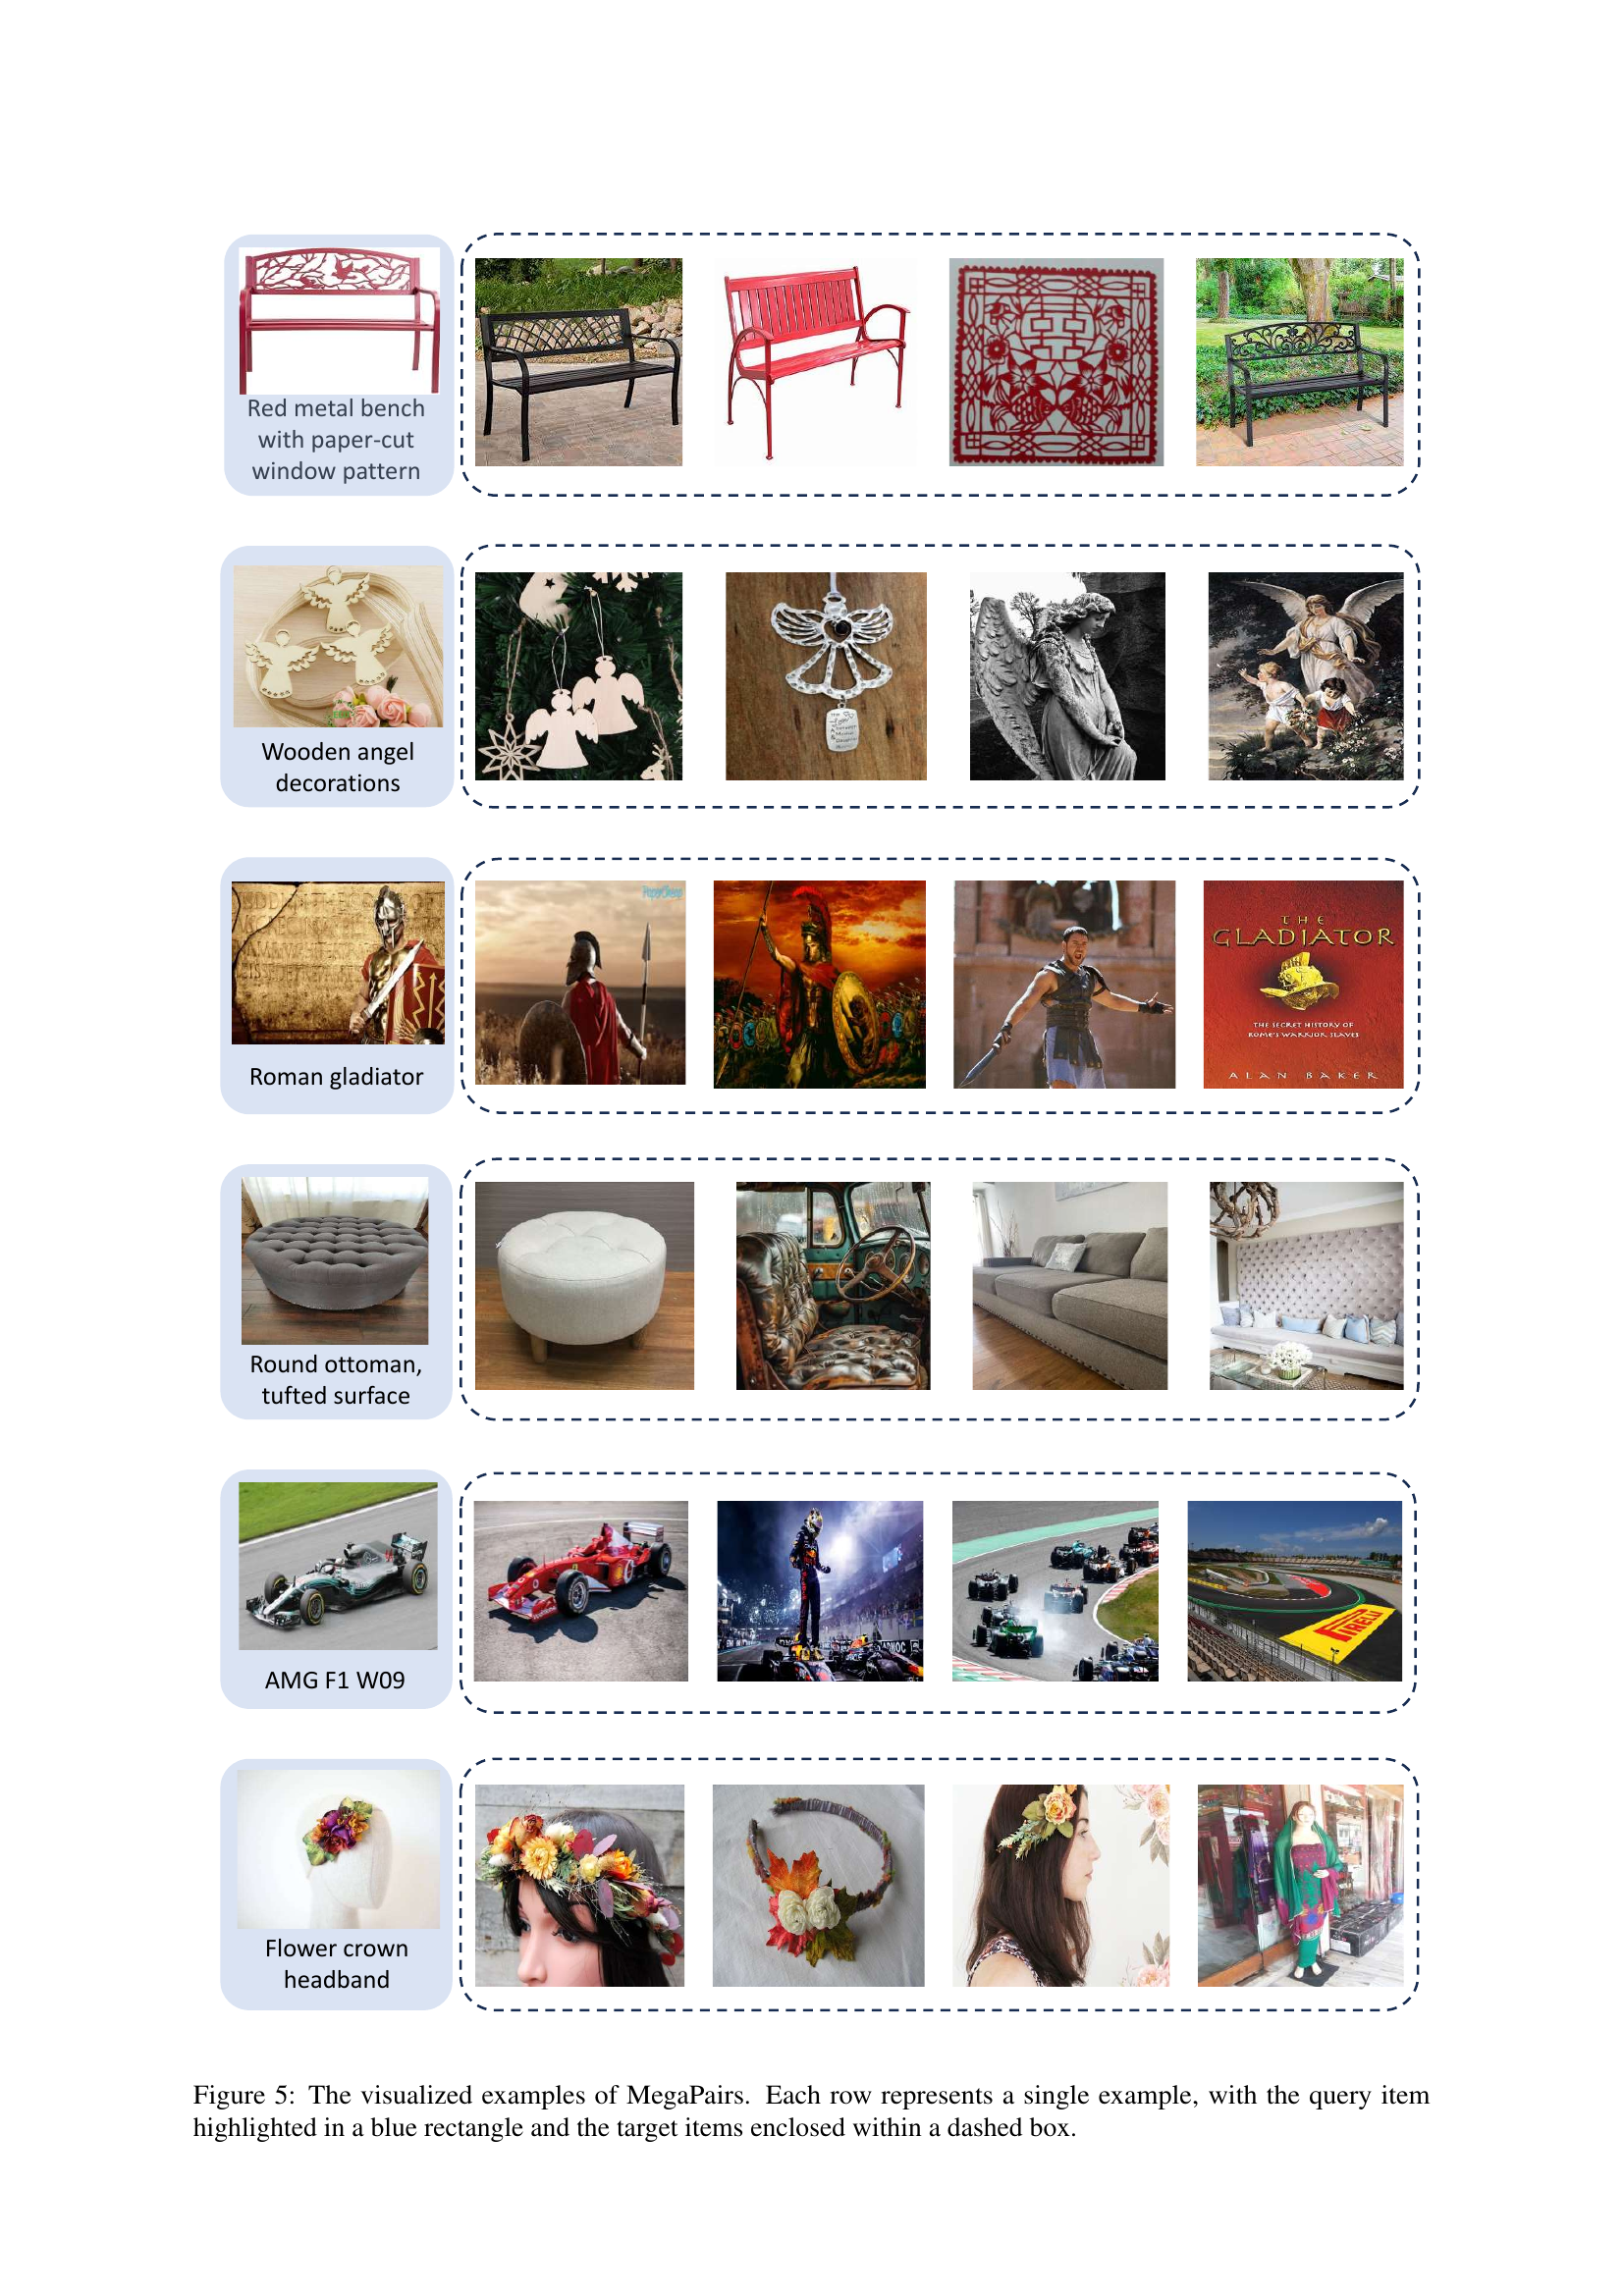 Red metal bench
with paper-cut
window pattern
Wooden angel
decorations
Roman gladiator
PaperCheap
THE
GLADIATOR
THE SECRET HISTORY OF
ROME'S WARRIOR SLAVES
ALAN BAKER
Round ottoman,
tufted surface
AMG F1 W09
PIRELLI
Flower crown
headband
Figure 5: The visualized examples of MegaPairs. Each row represents a single example, with the query item
highlighted in a blue rectangle and the target items enclosed within a dashed box.